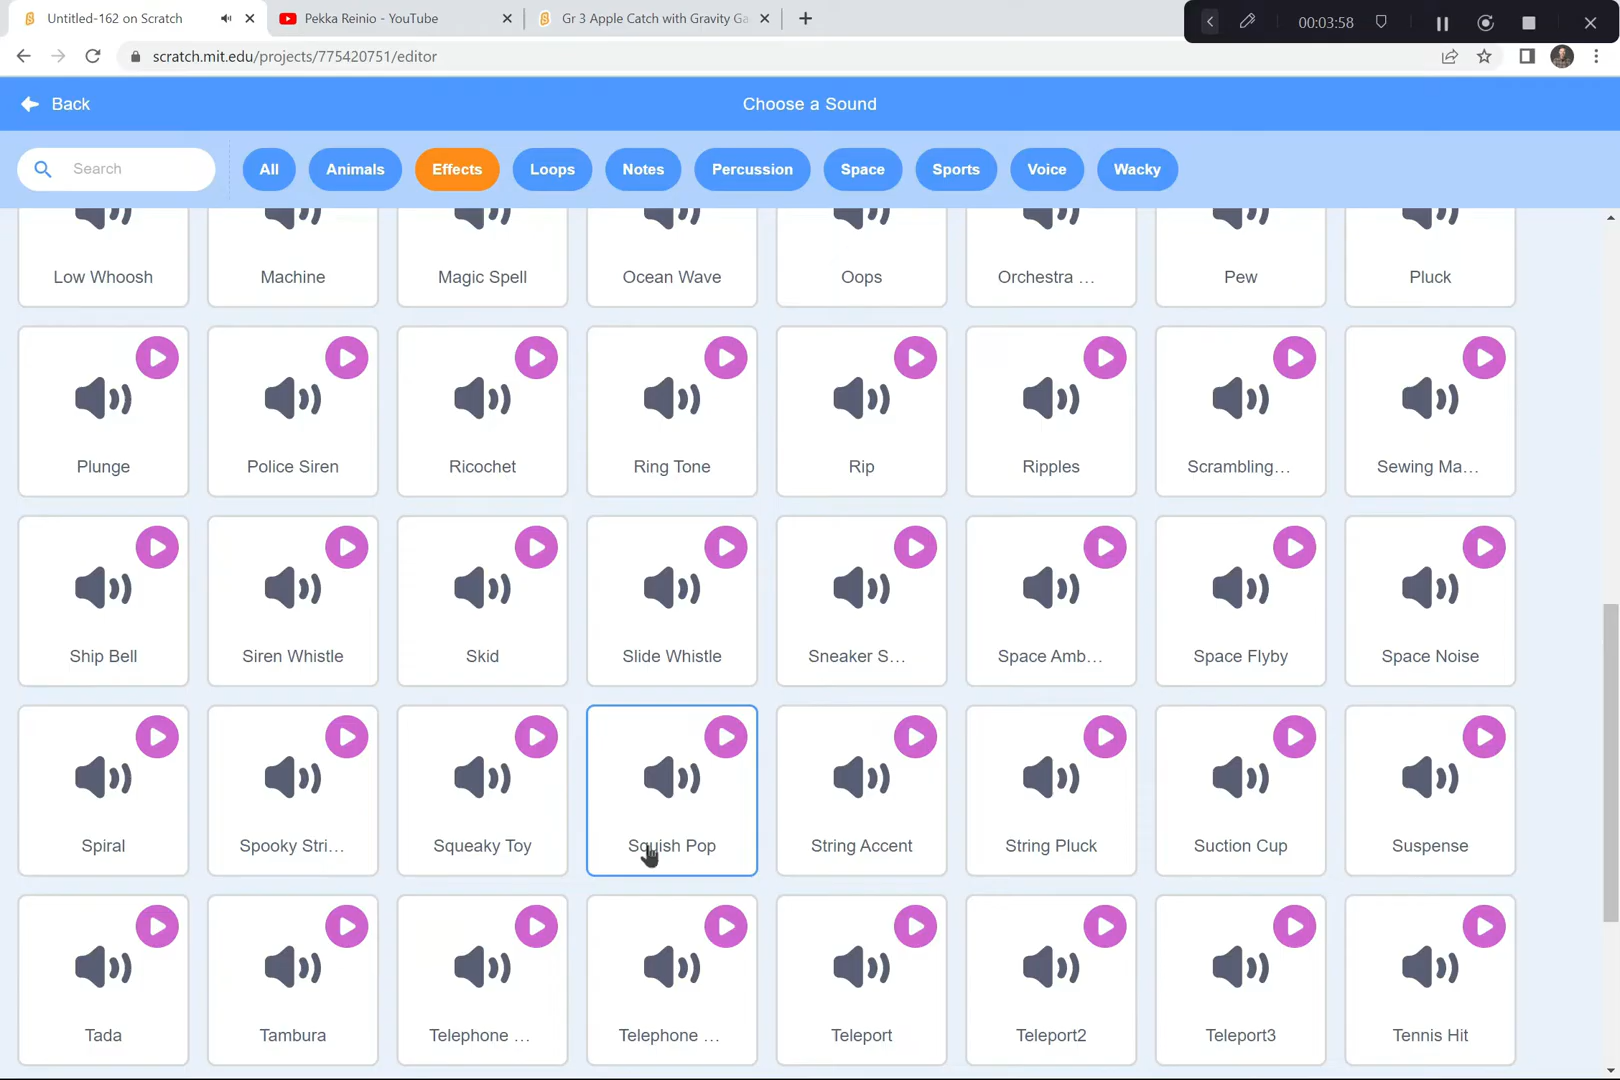 Untitled-162 on Scratch
Pekka Reinio - YouTube
Gr 3 Apple Catch with Gravity Ga
00:03:58
scratch.mit.edu/projects/775420751/editor
Back
Choose a Sound
Search
All
Animals
Effects
Loops
Notes
Percussion
Space
Sports
Voice
Wacky
Low Whoosh
Machine
Magic Spell
Ocean Wave
Oops
Orchestra ...
Pew
Pluck
Plunge
Police Siren
Ricochet
Ring Tone
Rip
Ripples
Scrambling...
Sewing Ma...
Ship Bell
Siren Whistle
Skid
Slide Whistle
Sneaker S...
Space Amb...
Space Flyby
Space Noise
Spiral
Spooky Stri...
Squeaky Toy
Squish Pop
String Accent
String Pluck
Suction Cup
Suspense
Tada
Tambura
Telephone ...
Telephone ...
Teleport
Teleport2
Teleport3
Tennis Hit